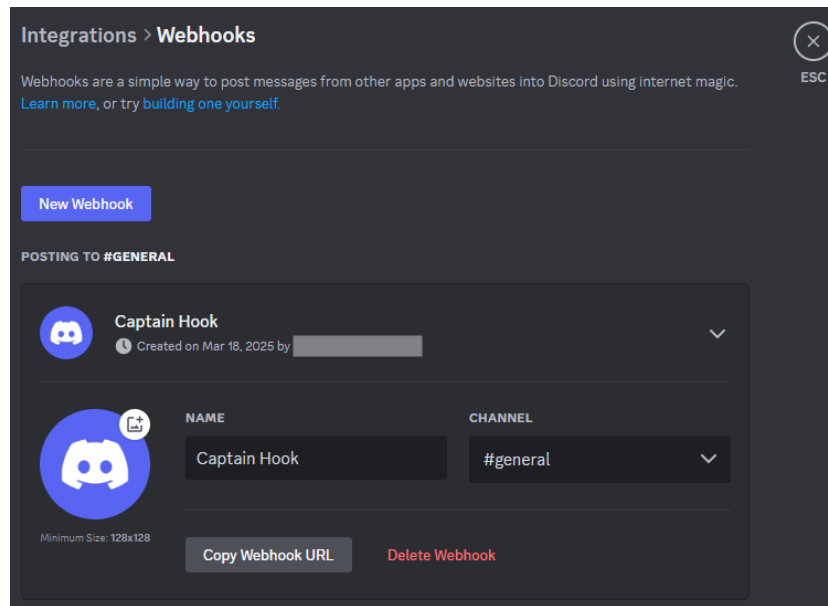 Integrations > Webhooks
ESC
Webhooks are a simple way to post messages from other apps and websites into Discord using internet magic.
Learn more, or try building one yourself.
New Webhook
POSTING TO #GENERAL
Captain Hook
Created on Mar 18, 2025 by
NAME
CHANNEL
Captain Hook
#general
Minimum Size: 128x128
Copy Webhook URL
Delete Webhook